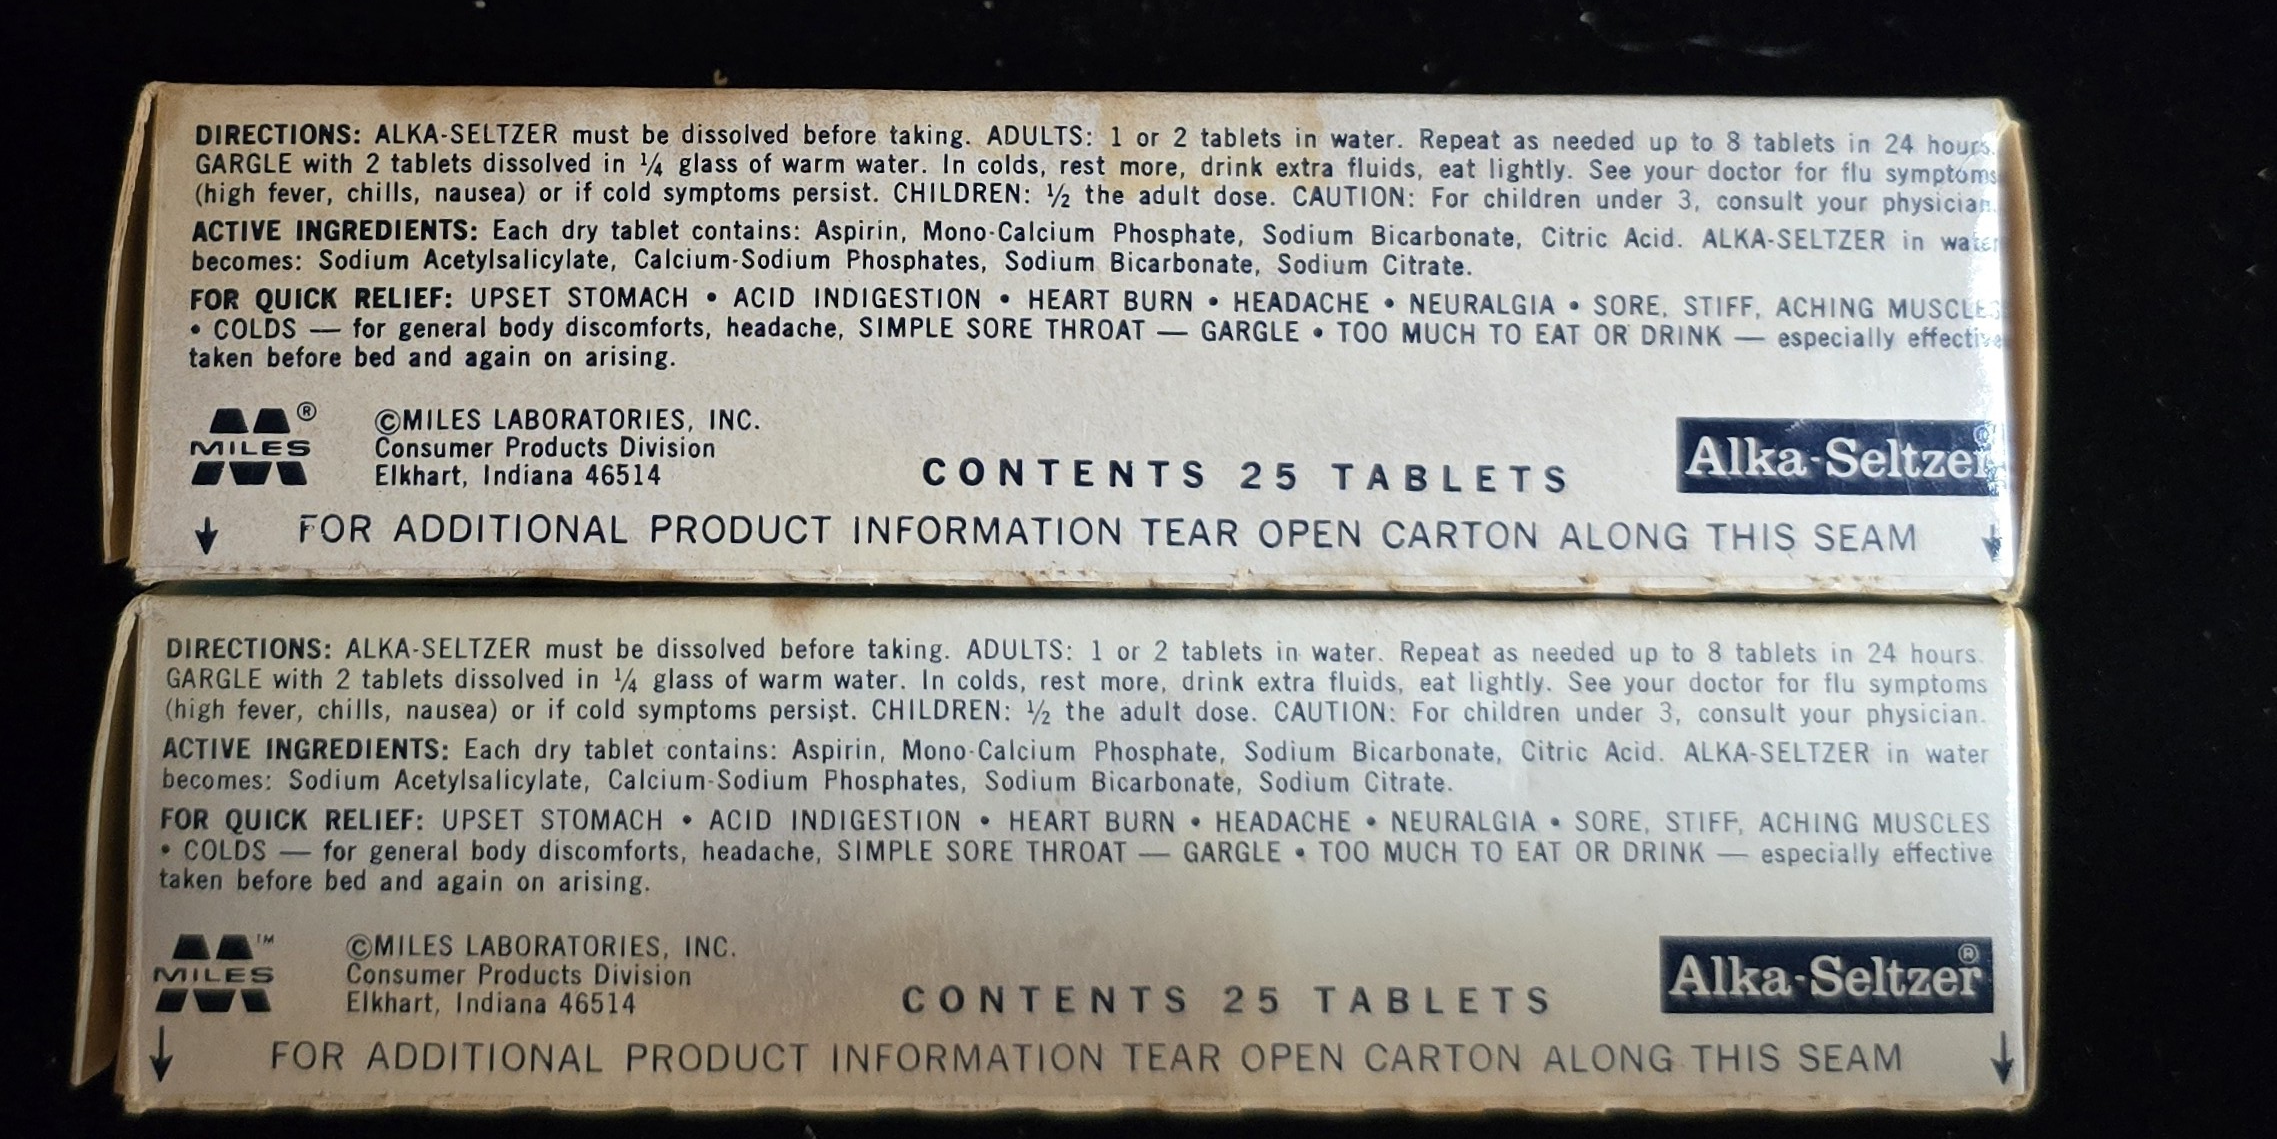 DIRECTIONS: ALKA-SELTZER must be dissolved before taking. ADULTS: 1 or 2 tablets in water. Repeat as needed up to 8 tablets in 24 hours.
GARGLE with 2 tablets dissolved in ¼ glass of warm water. In colds, rest more, drink extra fluids, eat lightly. See your doctor for flu symptoms
(high fever, chills, nausea) or if cold symptoms persist. CHILDREN: ½ the adult dose. CAUTION: For children under 3, consult your physician.
ACTIVE INGREDIENTS: Each dry tablet contains: Aspirin, Mono-Calcium Phosphate, Sodium Bicarbonate, Citric Acid. ALKA-SELTZER in water
becomes: Sodium Acetylsalicylate, Calcium-Sodium Phosphates, Sodium Bicarbonate, Sodium Citrate.
FOR QUICK RELIEF: UPSET STOMACH • ACID INDIGESTION • HEART BURN • HEADACHE • NEURALGIA • SORE, STIFF, ACHING MUSCLES
• COLDS — for general body discomforts, headache, SIMPLE SORE THROAT — GARGLE • TOO MUCH TO EAT OR DRINK — especially effective
taken before bed and again on arising.
MILES®
©MILES LABORATORIES, INC.
Consumer Products Division
Elkhart, Indiana 46514
CONTENTS 25 TABLETS
Alka-Seltzer®
↓ FOR ADDITIONAL PRODUCT INFORMATION TEAR OPEN CARTON ALONG THIS SEAM ↓
DIRECTIONS: ALKA-SELTZER must be dissolved before taking. ADULTS: 1 or 2 tablets in water. Repeat as needed up to 8 tablets in 24 hours.
GARGLE with 2 tablets dissolved in ¼ glass of warm water. In colds, rest more, drink extra fluids, eat lightly. See your doctor for flu symptoms
(high fever, chills, nausea) or if cold symptoms persist. CHILDREN: ½ the adult dose. CAUTION: For children under 3, consult your physician.
ACTIVE INGREDIENTS: Each dry tablet contains: Aspirin, Mono-Calcium Phosphate, Sodium Bicarbonate, Citric Acid. ALKA-SELTZER in water
becomes: Sodium Acetylsalicylate, Calcium-Sodium Phosphates, Sodium Bicarbonate, Sodium Citrate.
FOR QUICK RELIEF: UPSET STOMACH • ACID INDIGESTION • HEART BURN • HEADACHE • NEURALGIA • SORE, STIFF, ACHING MUSCLES
• COLDS — for general body discomforts, headache, SIMPLE SORE THROAT — GARGLE • TOO MUCH TO EAT OR DRINK — especially effective
taken before bed and again on arising.
MILES™
©MILES LABORATORIES, INC.
Consumer Products Division
Elkhart, Indiana 46514
CONTENTS 25 TABLETS
Alka-Seltzer®
↓ FOR ADDITIONAL PRODUCT INFORMATION TEAR OPEN CARTON ALONG THIS SEAM ↓